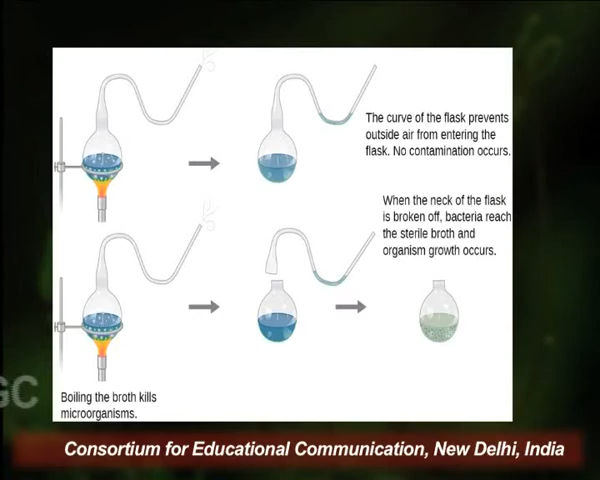 The curve of the flask prevents
outside air from entering the
flask. No contamination occurs.
When the neck of the flask
is broken off, bacteria reach
the sterile broth and
organism growth occurs.
GC
Boiling the broth kills
microorganisms.
Consortium for Educational Communication, New Delhi, India